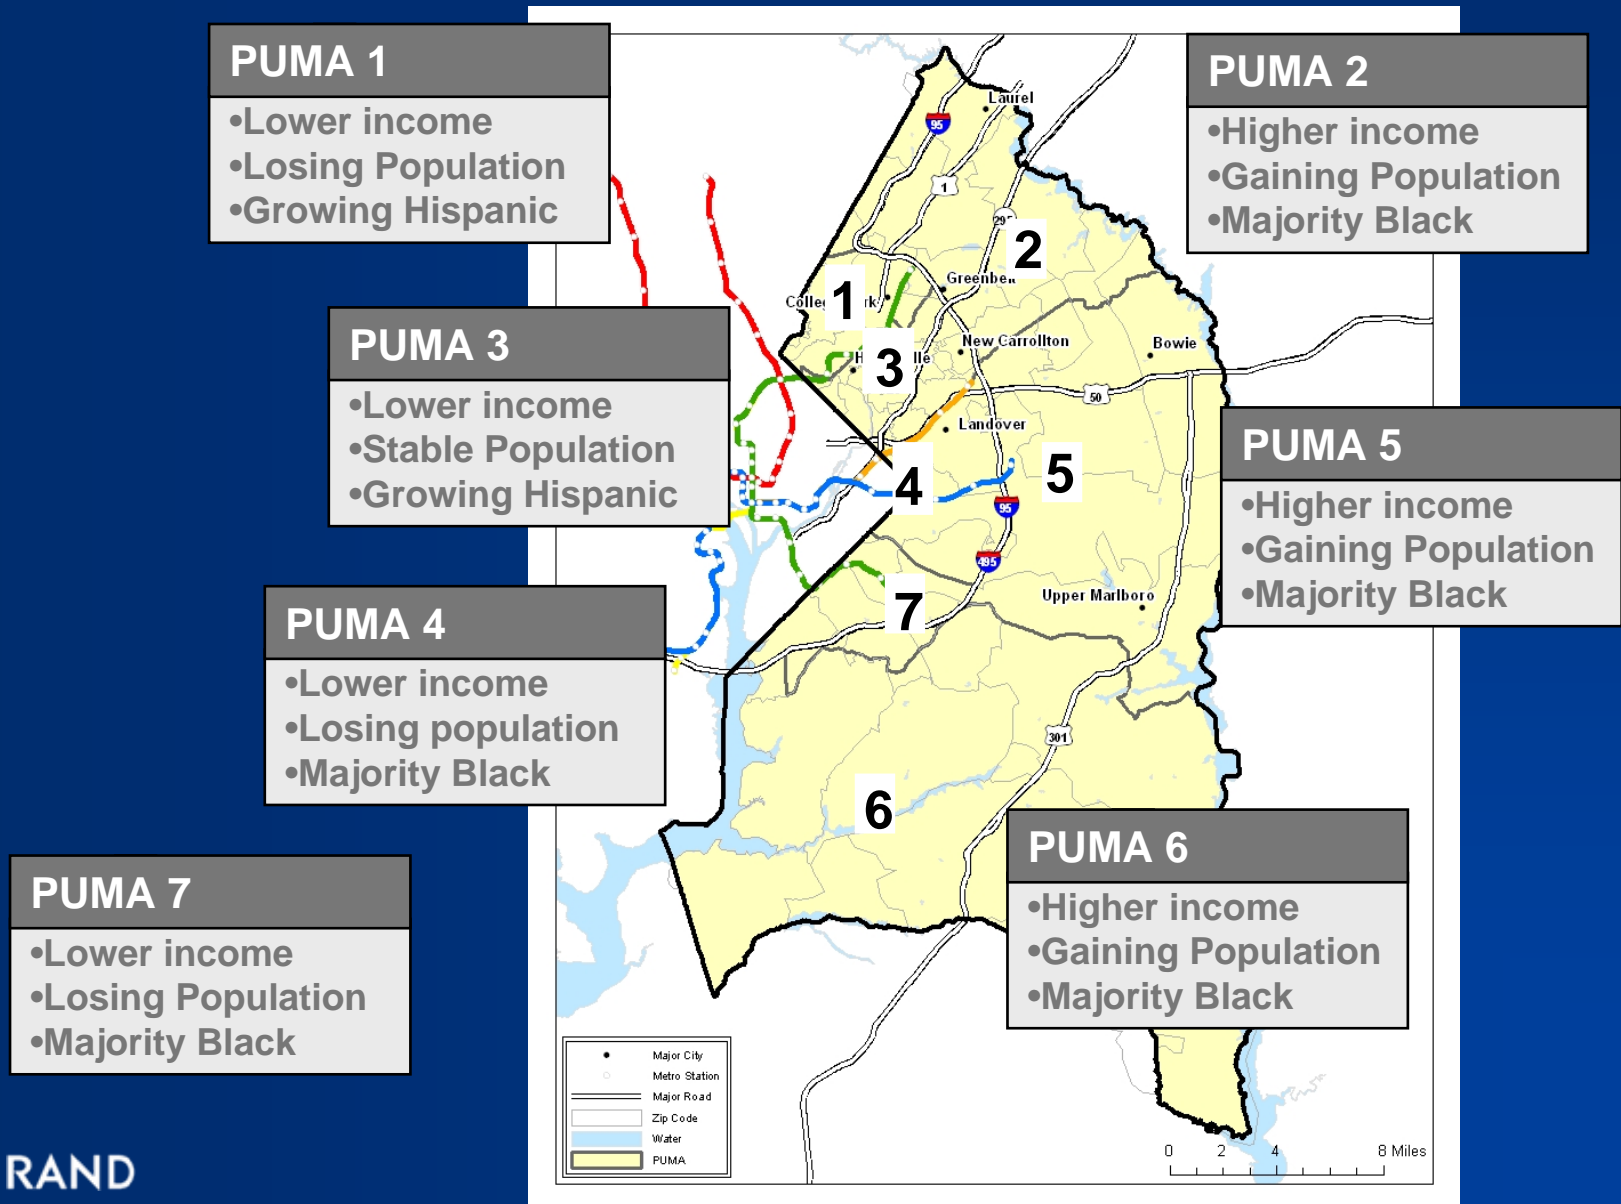 PUMA 1
•Lower income
•Losing Population
•Growing Hispanic
PUMA 2
•Higher income
•Gaining Population
•Majority Black
PUMA 3
•Lower income
•Stable Population
•Growing Hispanic
PUMA 4
•Lower income
•Losing population
•Majority Black
PUMA 5
•Higher income
•Gaining Population
•Majority Black
PUMA 6
•Higher income
•Gaining Population
•Majority Black
PUMA 7
•Lower income
•Losing Population
•Majority Black
Laurel
95
1
295
2
Greenbelt
1
3
New Carrollton
Bowie
50
Landover
4
5
95
495
7
Upper Marlboro
301
6
Major City
Metro Station
Major Road
Zip Code
Water
PUMA
0 2 4 8 Miles
RAND